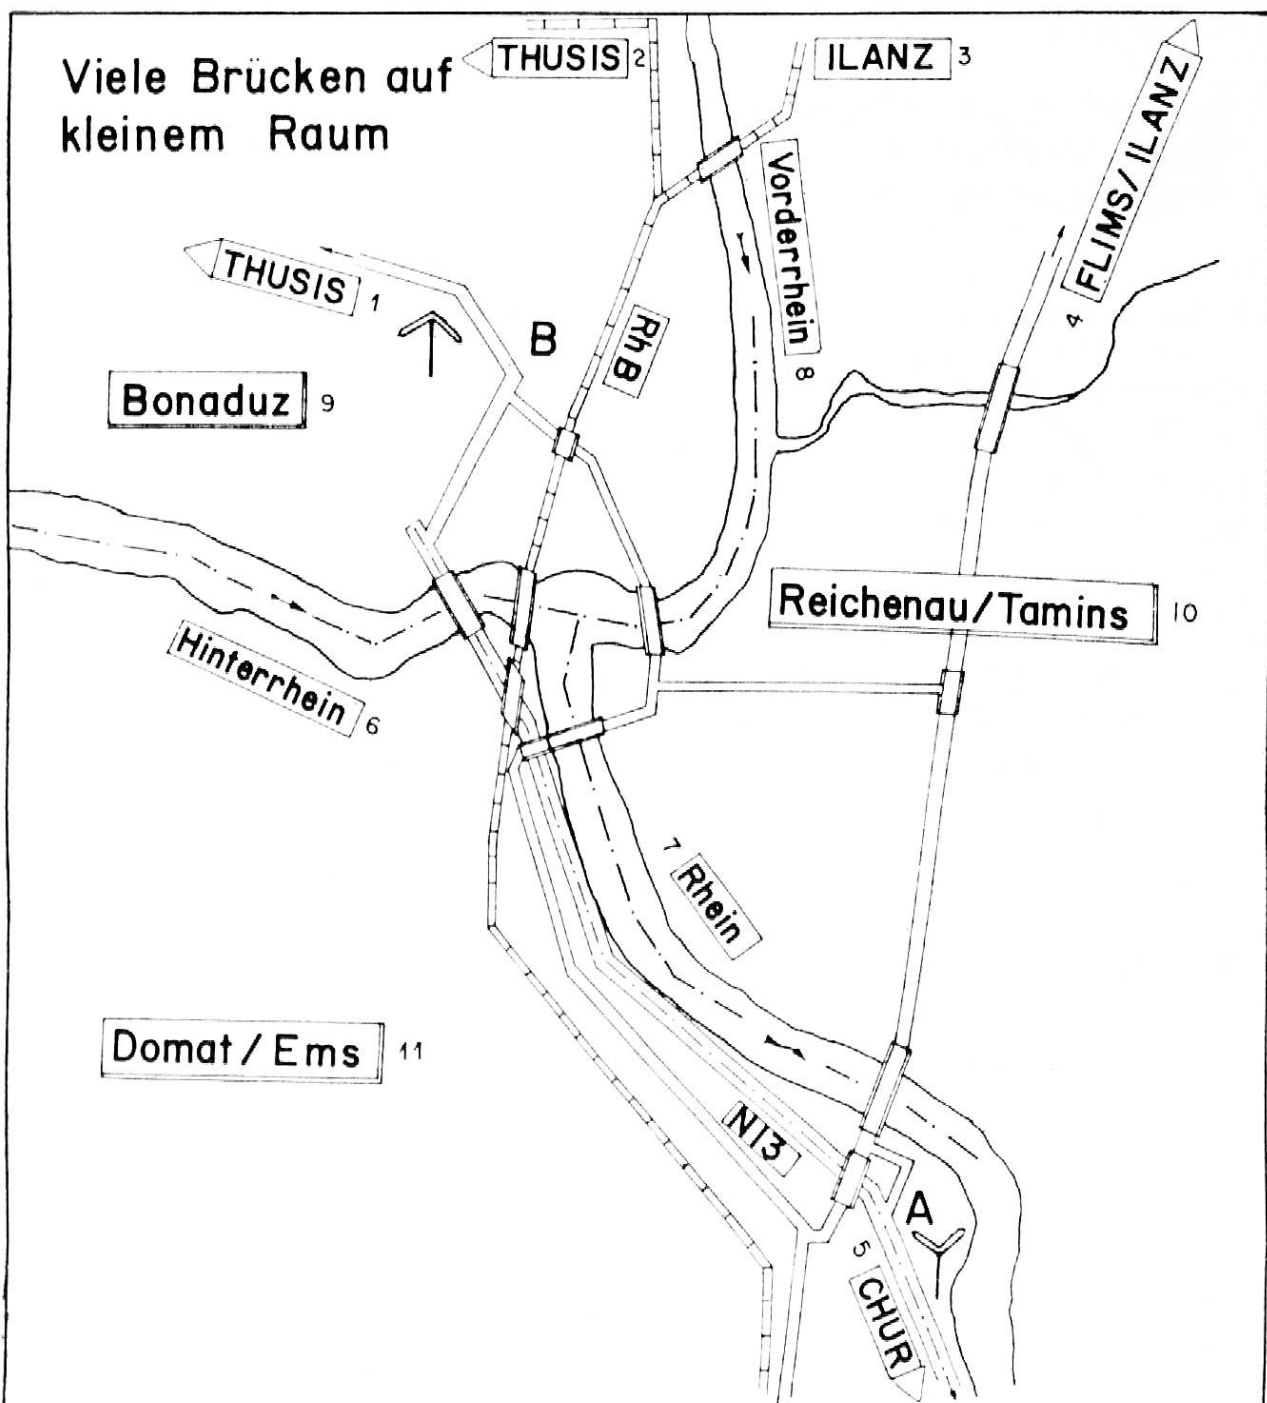 Viele Brücken auf
kleinem Raum
THUSIS 2
ILANZ 3
FLIMS/ILANZ
4
Vorderrhein
8
THUSIS 1
B
RhB
Bonaduz 9
Reichenau/Tamins 10
Hinterrhein 6
7 Rhein
Domat/Ems 11
N13
A
5
CHUR